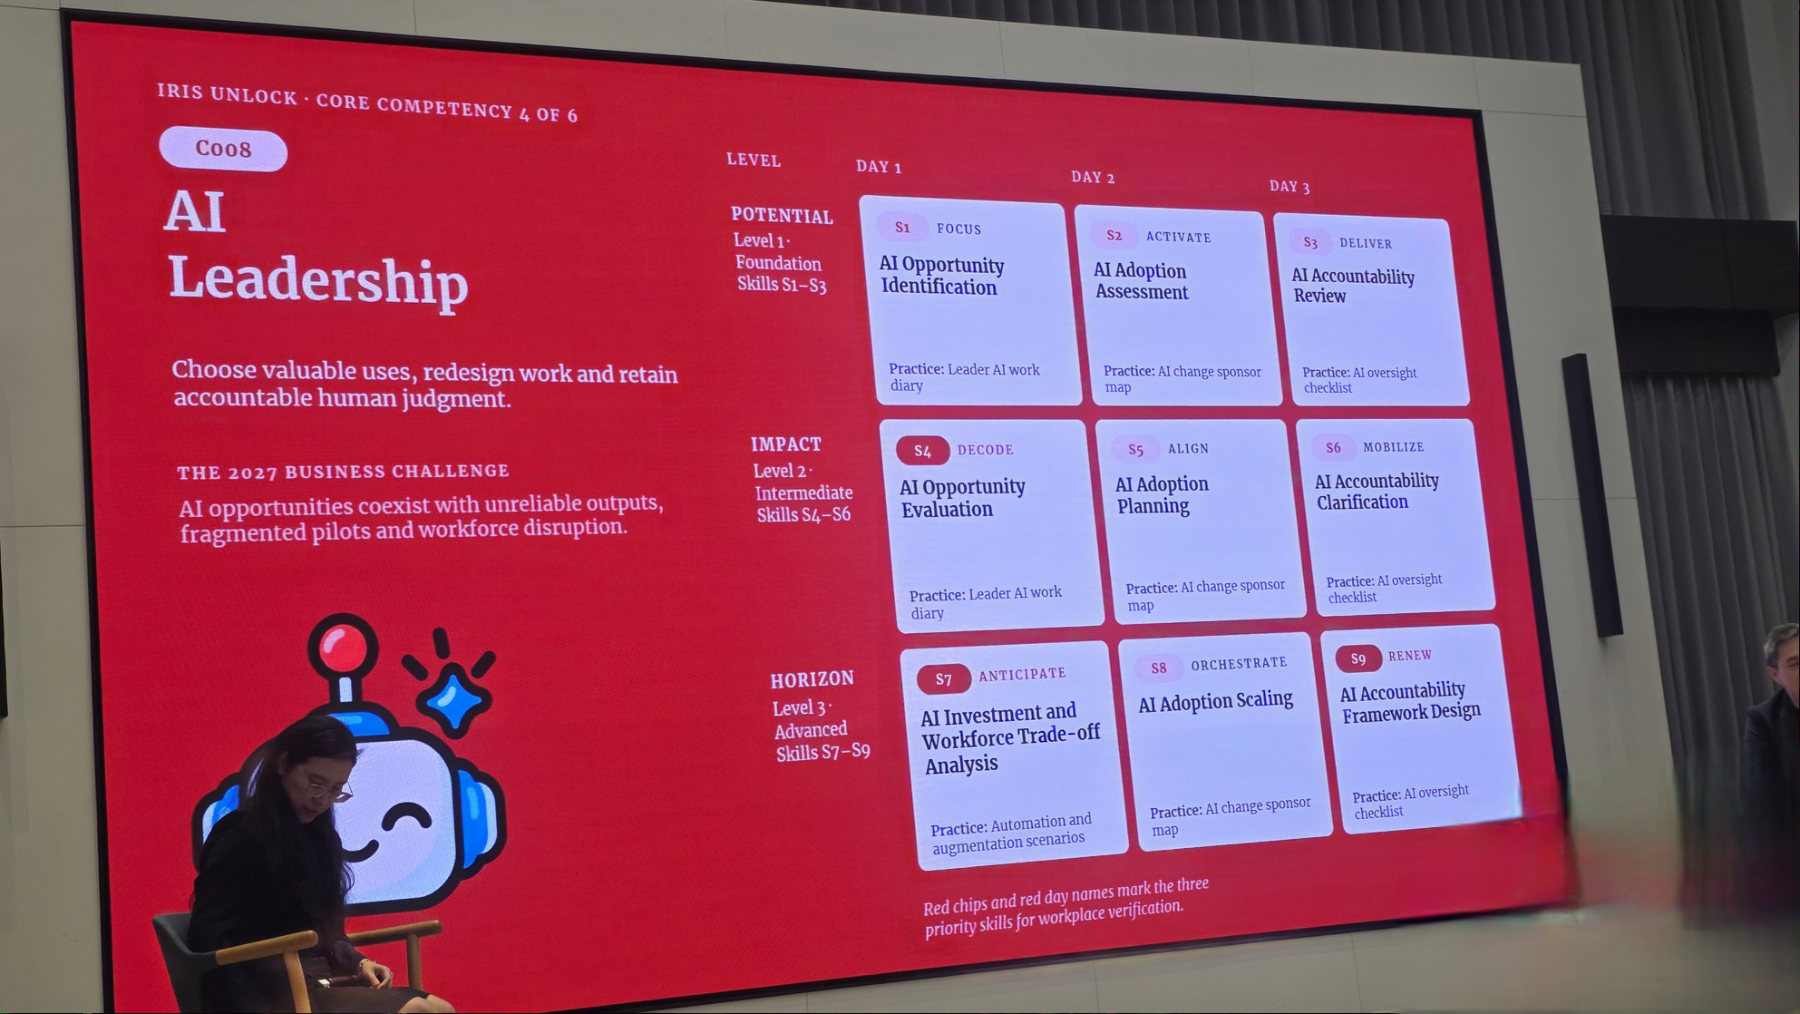 IRIS UNLOCK · CORE COMPETENCY 4 OF 6
C008
AI
Leadership
Choose valuable uses, redesign work and retain
accountable human judgment.
THE 2027 BUSINESS CHALLENGE
AI opportunities coexist with unreliable outputs,
fragmented pilots and workforce disruption.
LEVEL
DAY 1
DAY 2
DAY 3
POTENTIAL
Level 1 ·
Foundation
Skills S1–S3
S1 FOCUS
AI Opportunity
Identification
Practice: Leader AI work
diary
S2 ACTIVATE
AI Adoption
Assessment
Practice: AI change sponsor
map
S3 DELIVER
AI Accountability
Review
Practice: AI oversight
checklist
IMPACT
Level 2 ·
Intermediate
Skills S4–S6
S4 DECODE
AI Opportunity
Evaluation
Practice: Leader AI work
diary
S5 ALIGN
AI Adoption
Planning
Practice: AI change sponsor
map
S6 MOBILIZE
AI Accountability
Clarification
Practice: AI oversight
checklist
HORIZON
Level 3 ·
Advanced
Skills S7–S9
S7 ANTICIPATE
AI Investment and
Workforce Trade-off
Analysis
Practice: Automation and
augmentation scenarios
S8 ORCHESTRATE
AI Adoption Scaling
Practice: AI change sponsor
map
S9 RENEW
AI Accountability
Framework Design
Practice: AI oversight
checklist
Red chips and red day names mark the three
priority skills for workplace verification.